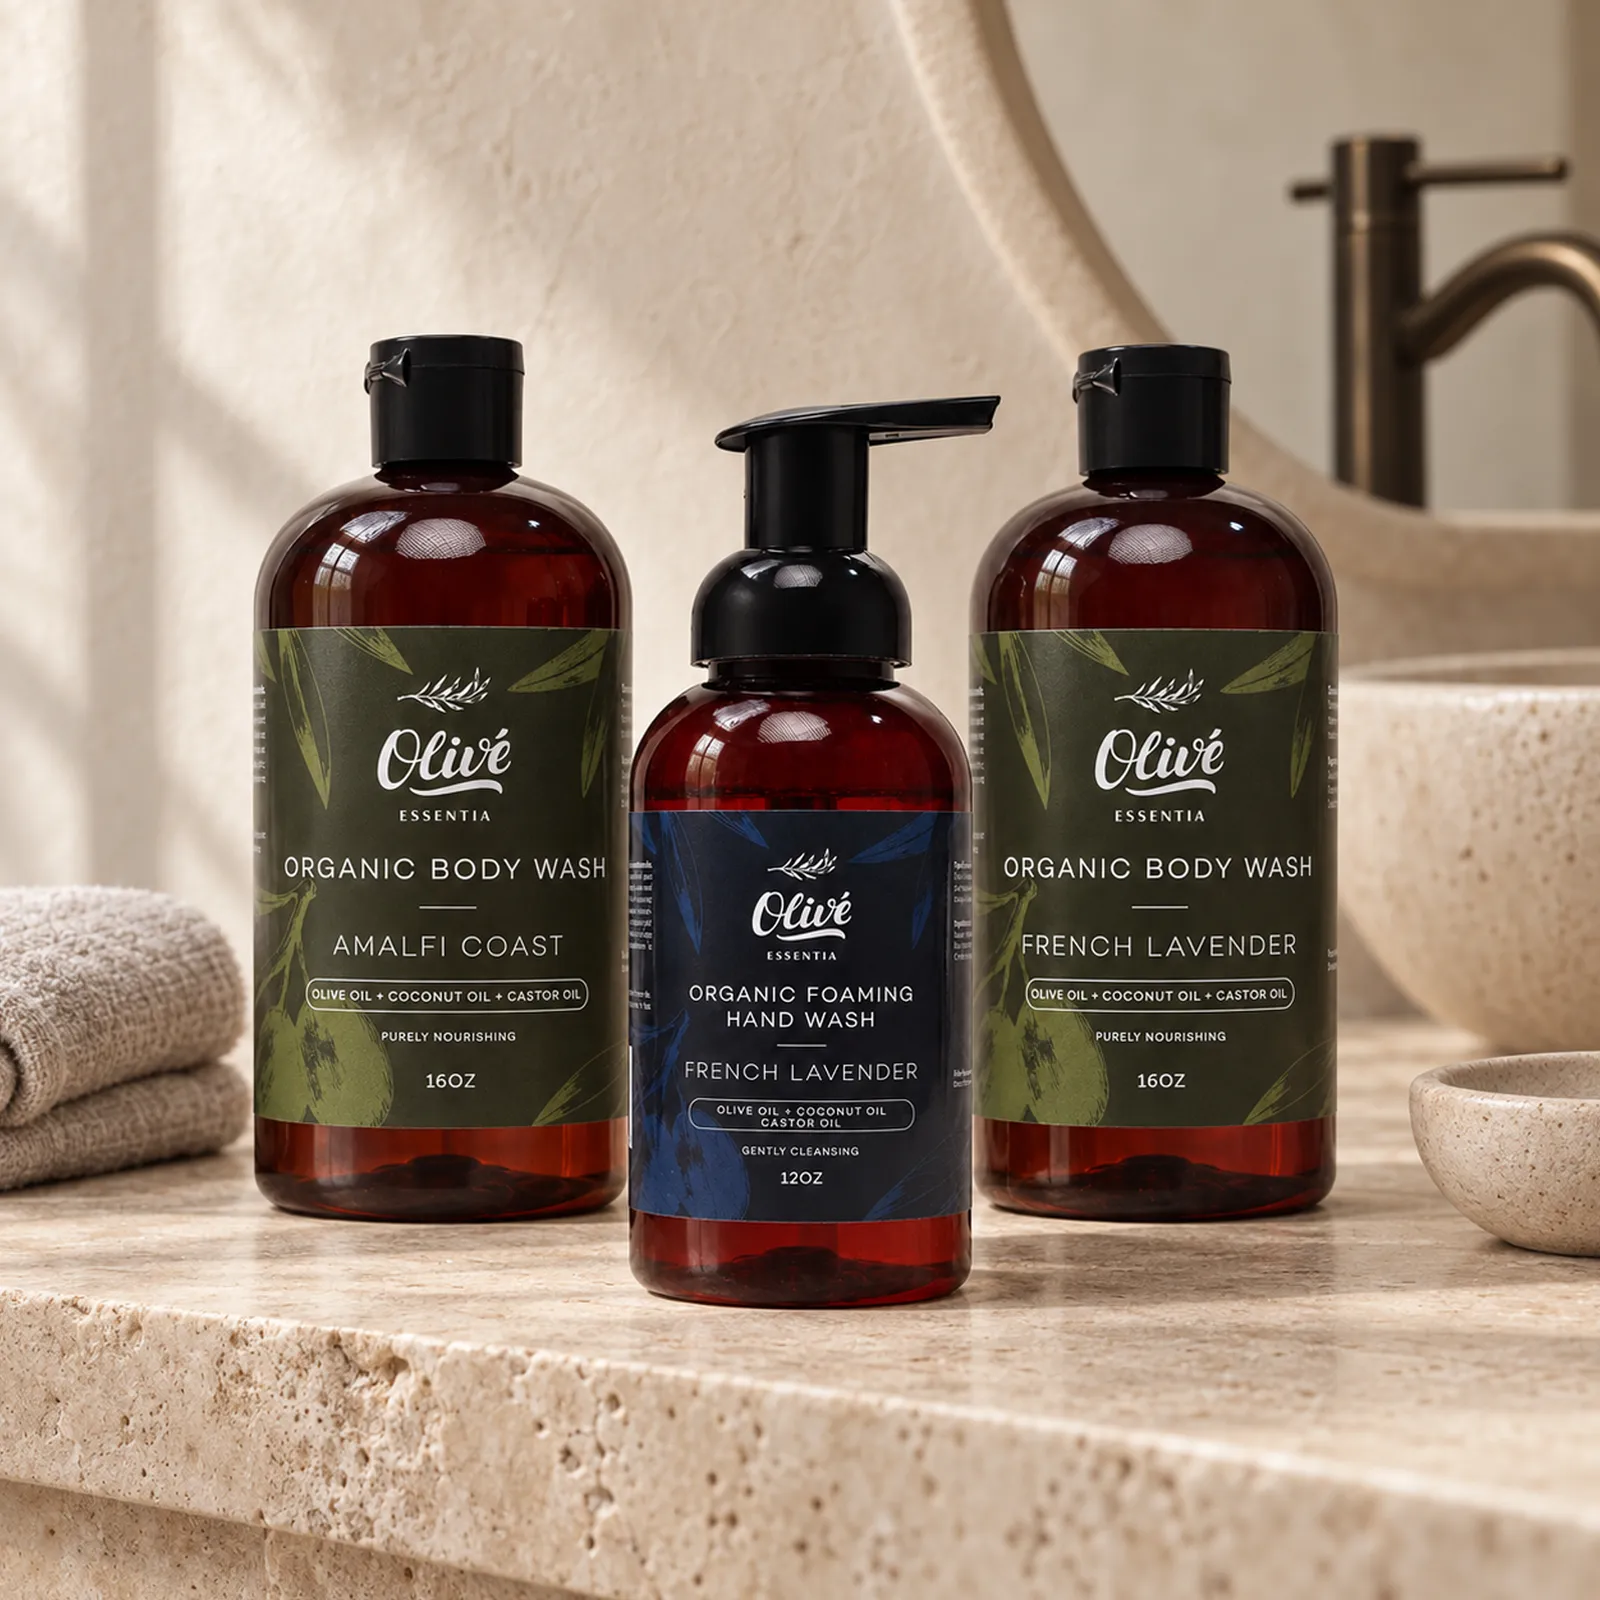 Olivé
ESSENTIA
ORGANIC BODY WASH
AMALFI COAST
OLIVE OIL + COCONUT OIL + CASTOR OIL
PURELY NOURISHING
16OZ
Olivé
ESSENTIA
ORGANIC FOAMING
HAND WASH
FRENCH LAVENDER
OLIVE OIL + COCONUT OIL
CASTOR OIL
GENTLY CLEANSING
12OZ
Olivé
ESSENTIA
ORGANIC BODY WASH
FRENCH LAVENDER
OLIVE OIL + COCONUT OIL + CASTOR OIL
PURELY NOURISHING
16OZ